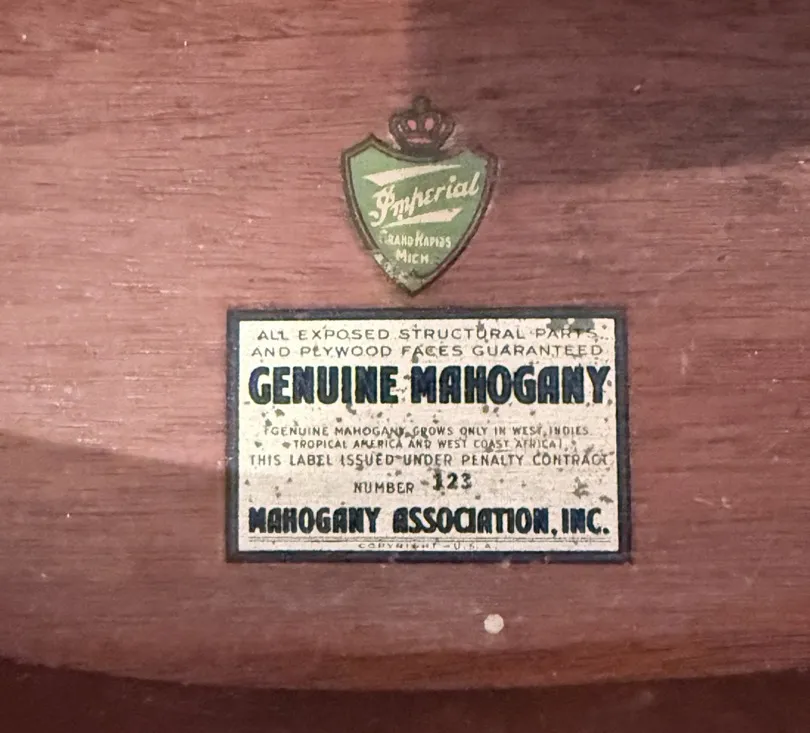 Imperial
GRAND RAPIDS
MICH.
ALL EXPOSED STRUCTURAL PARTS
AND PLYWOOD FACES GUARANTEED
GENUINE MAHOGANY
(GENUINE MAHOGANY GROWS ONLY IN WEST INDIES
TROPICAL AMERICA AND WEST COAST AFRICA)
THIS LABEL ISSUED UNDER PENALTY CONTRACT
NUMBER 123
MAHOGANY ASSOCIATION, INC.
COPYRIGHT - U.S.A.